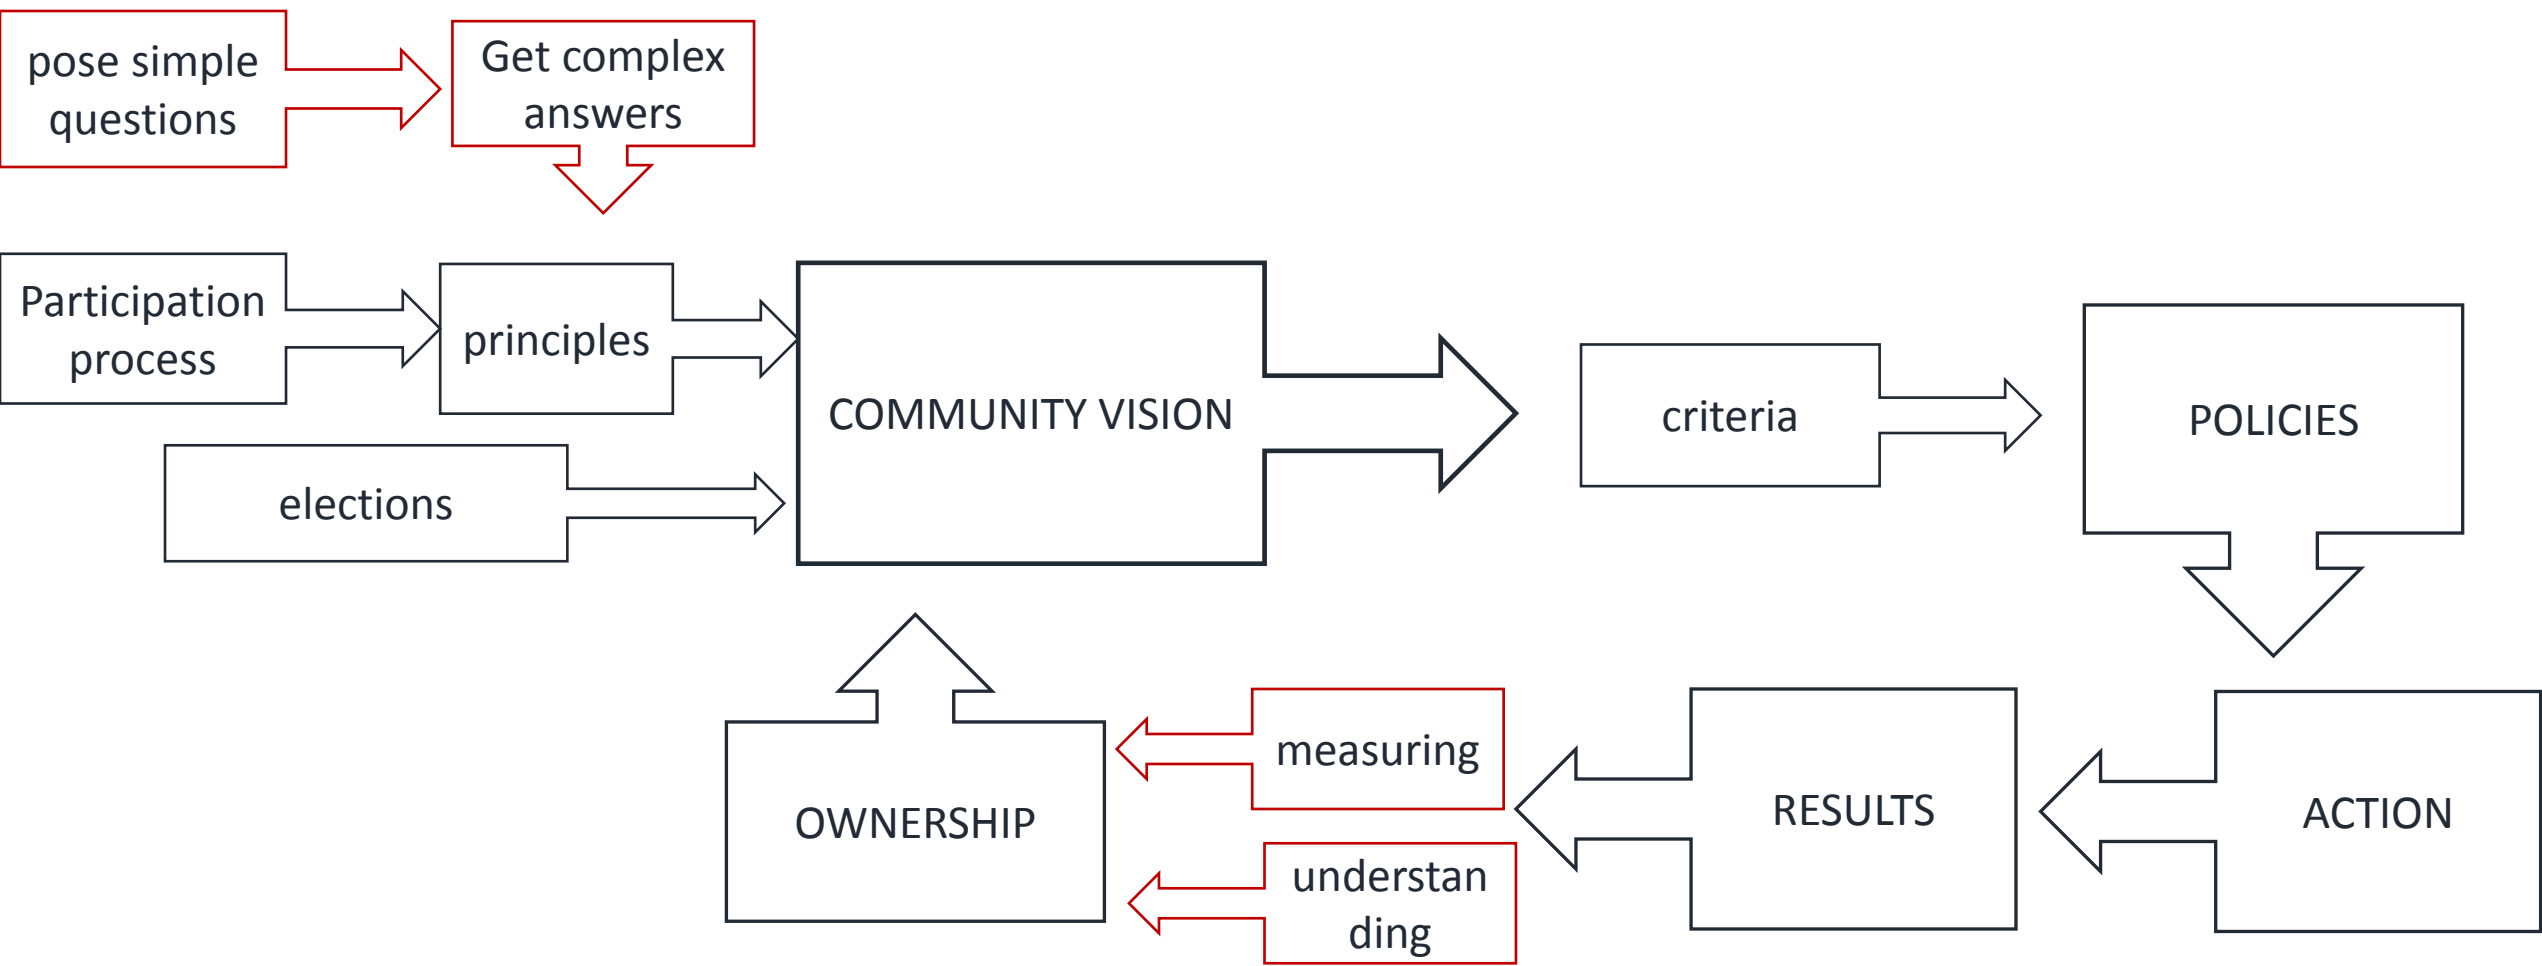 pose simple
questions
Get complex
answers
Participation
process
principles
elections
COMMUNITY VISION
criteria
POLICIES
ACTION
RESULTS
measuring
understan
ding
OWNERSHIP